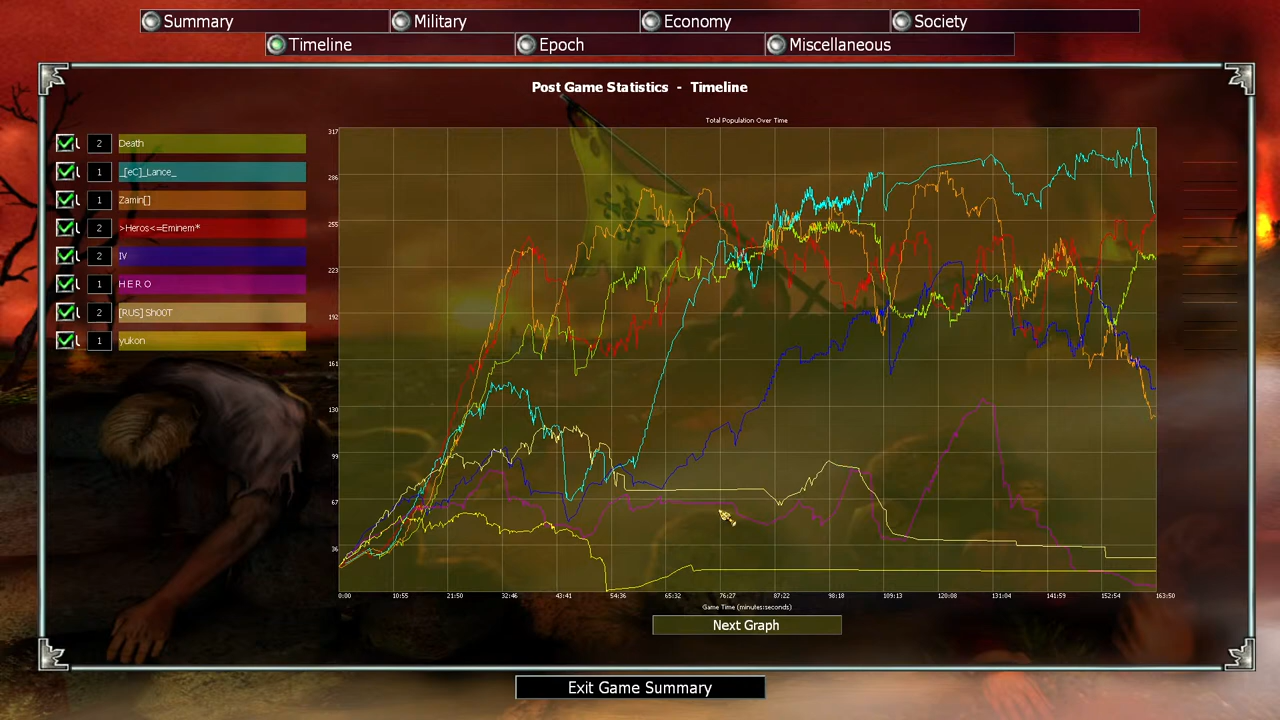 Summary Military Economy Society
Timeline Epoch Miscellaneous
Post Game Statistics - Timeline
Total Population Over Time
2 Death
1 _[eC]_Lance_
1 Zamin[]
2 >Heros<=Eminem*
2 IV
1 H E R O
2 [RUS] Sh00T
1 yukon
317
286
255
223
192
161
130
99
67
36
0:00 10:55 21:50 32:46 43:41 54:36 65:32 76:27 87:22 98:18 109:13 120:08 131:04 141:59 152:54 163:50
Game Time (minutes:seconds)
Next Graph
Exit Game Summary